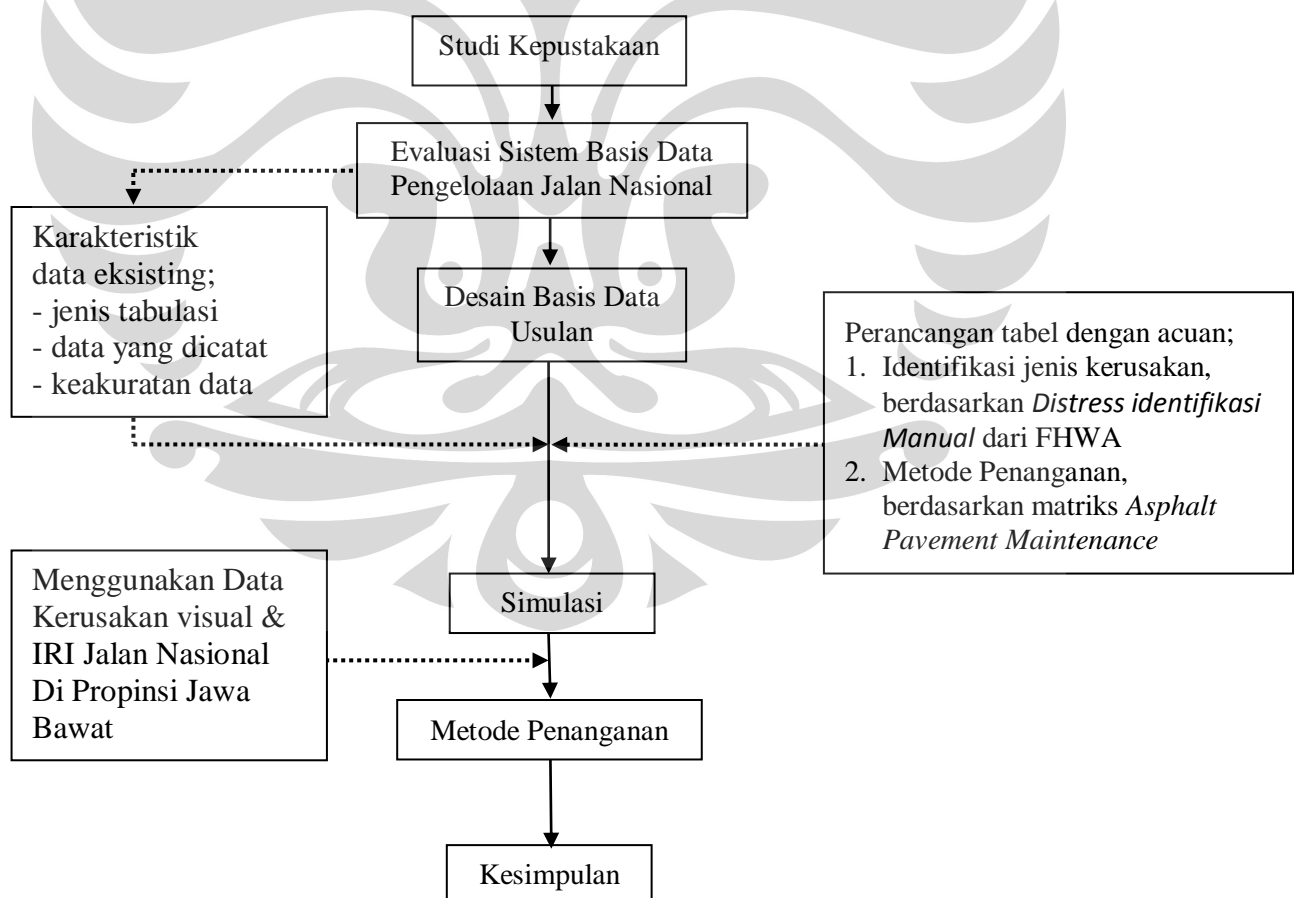 Studi Kepustakaan
Evaluasi Sistem Basis Data
Pengelolaan Jalan Nasional
Karakteristik
data eksisting;
- jenis tabulasi
- data yang dicatat
- keakuratan data
Desain Basis Data
Usulan
Perancangan tabel dengan acuan;
1. Identifikasi jenis kerusakan,
berdasarkan Distress identifikasi
Manual dari FHWA
2. Metode Penanganan,
berdasarkan matriks Asphalt
Pavement Maintenance
Simulasi
Menggunakan Data
Kerusakan visual &
IRI Jalan Nasional
Di Propinsi Jawa
Bawat
Metode Penanganan
Kesimpulan